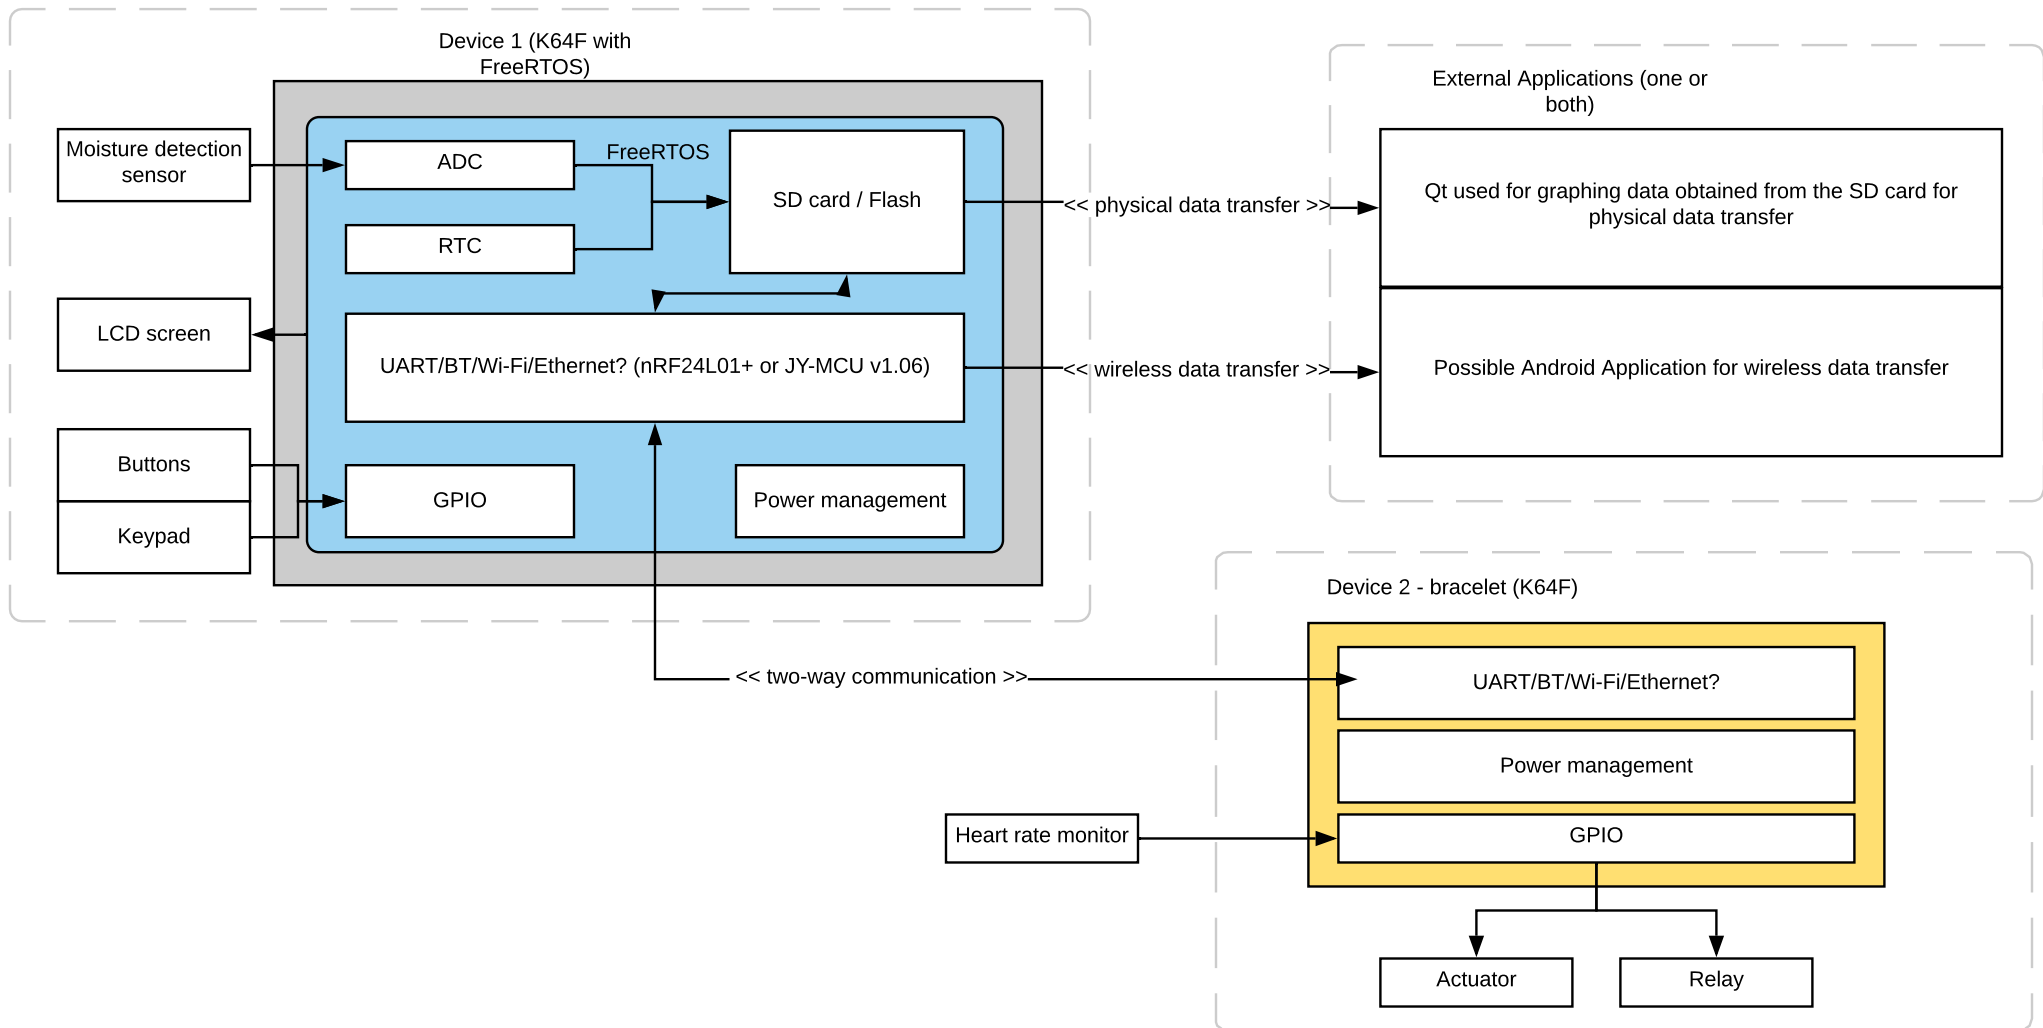 Device 1 (K64F with
FreeRTOS)
External Applications (one or
both)
Moisture detection
sensor
ADC
FreeRTOS
RTC
SD card / Flash
<< physical data transfer >>
Qt used for graphing data obtained from the SD card for
physical data transfer
LCD screen
UART/BT/Wi-Fi/Ethernet? (nRF24L01+ or JY-MCU v1.06)
<< wireless data transfer >>
Possible Android Application for wireless data transfer
Buttons
Keypad
GPIO
Power management
Device 2 - bracelet (K64F)
<< two-way communication >>
UART/BT/Wi-Fi/Ethernet?
Power management
Heart rate monitor
GPIO
Actuator
Relay